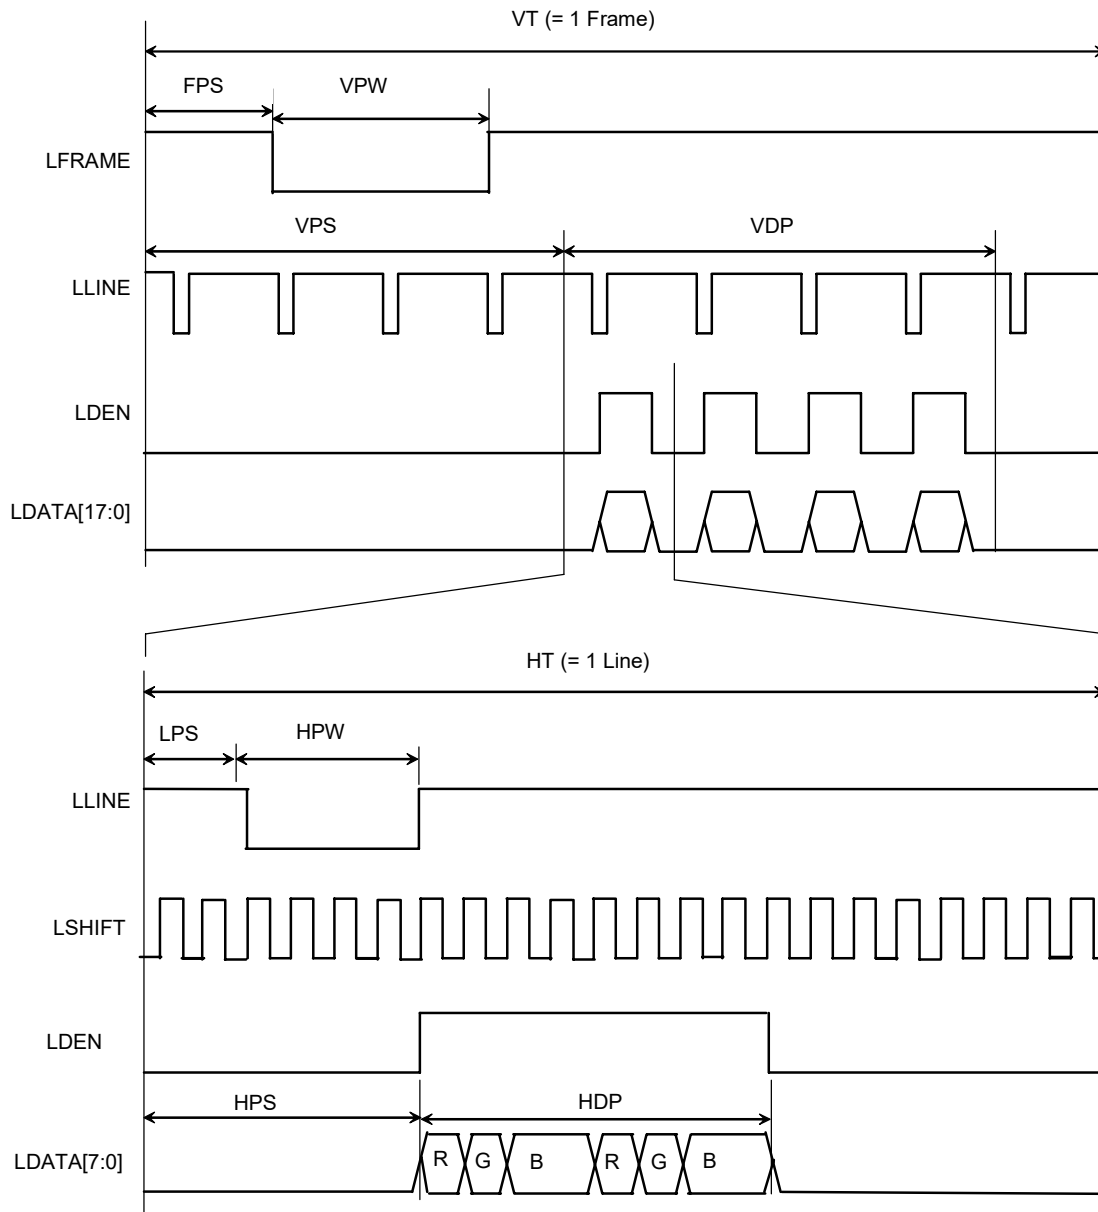 VT (= 1 Frame)
FPS
VPW
LFRAME
VPS
VDP
LLINE
LDEN
LDATA[17:0]
HT (= 1 Line)
LPS
HPW
LLINE
LSHIFT
LDEN
HPS
HDP
LDATA[7:0]
R G B R G B